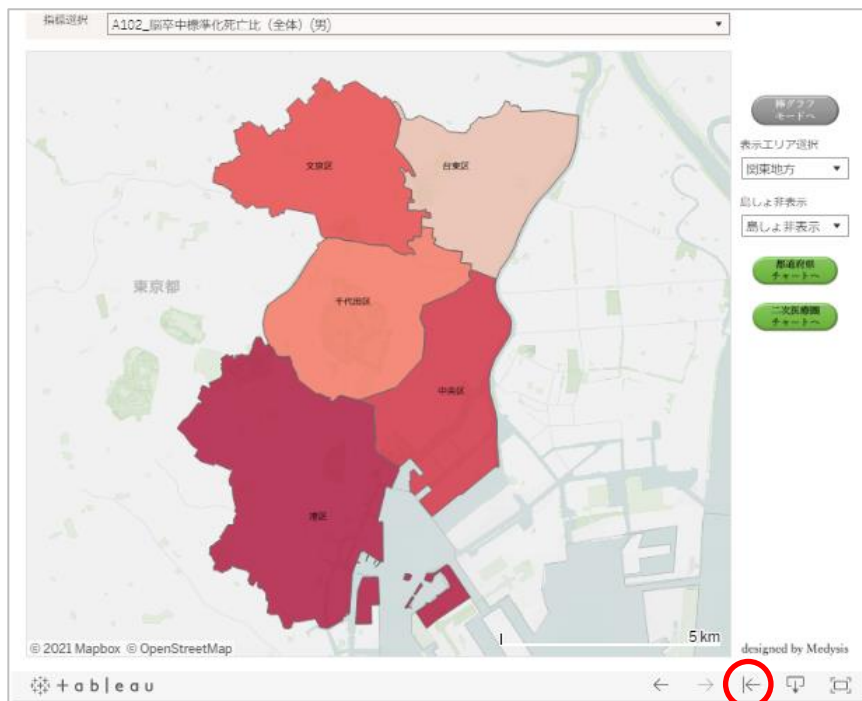 指標選択
A102_脳卒中標準化死亡比（全体）(男)
棒グラフ
モードへ
表示エリア選択
関東地方
島しょ非表示
島しょ非表示
都道府県
チャートへ
二次医療圏
チャートへ
文京区
台東区
東京都
千代田区
中央区
港区
5 km
© 2021 Mapbox © OpenStreetMap
designed by Medysis
+ableau